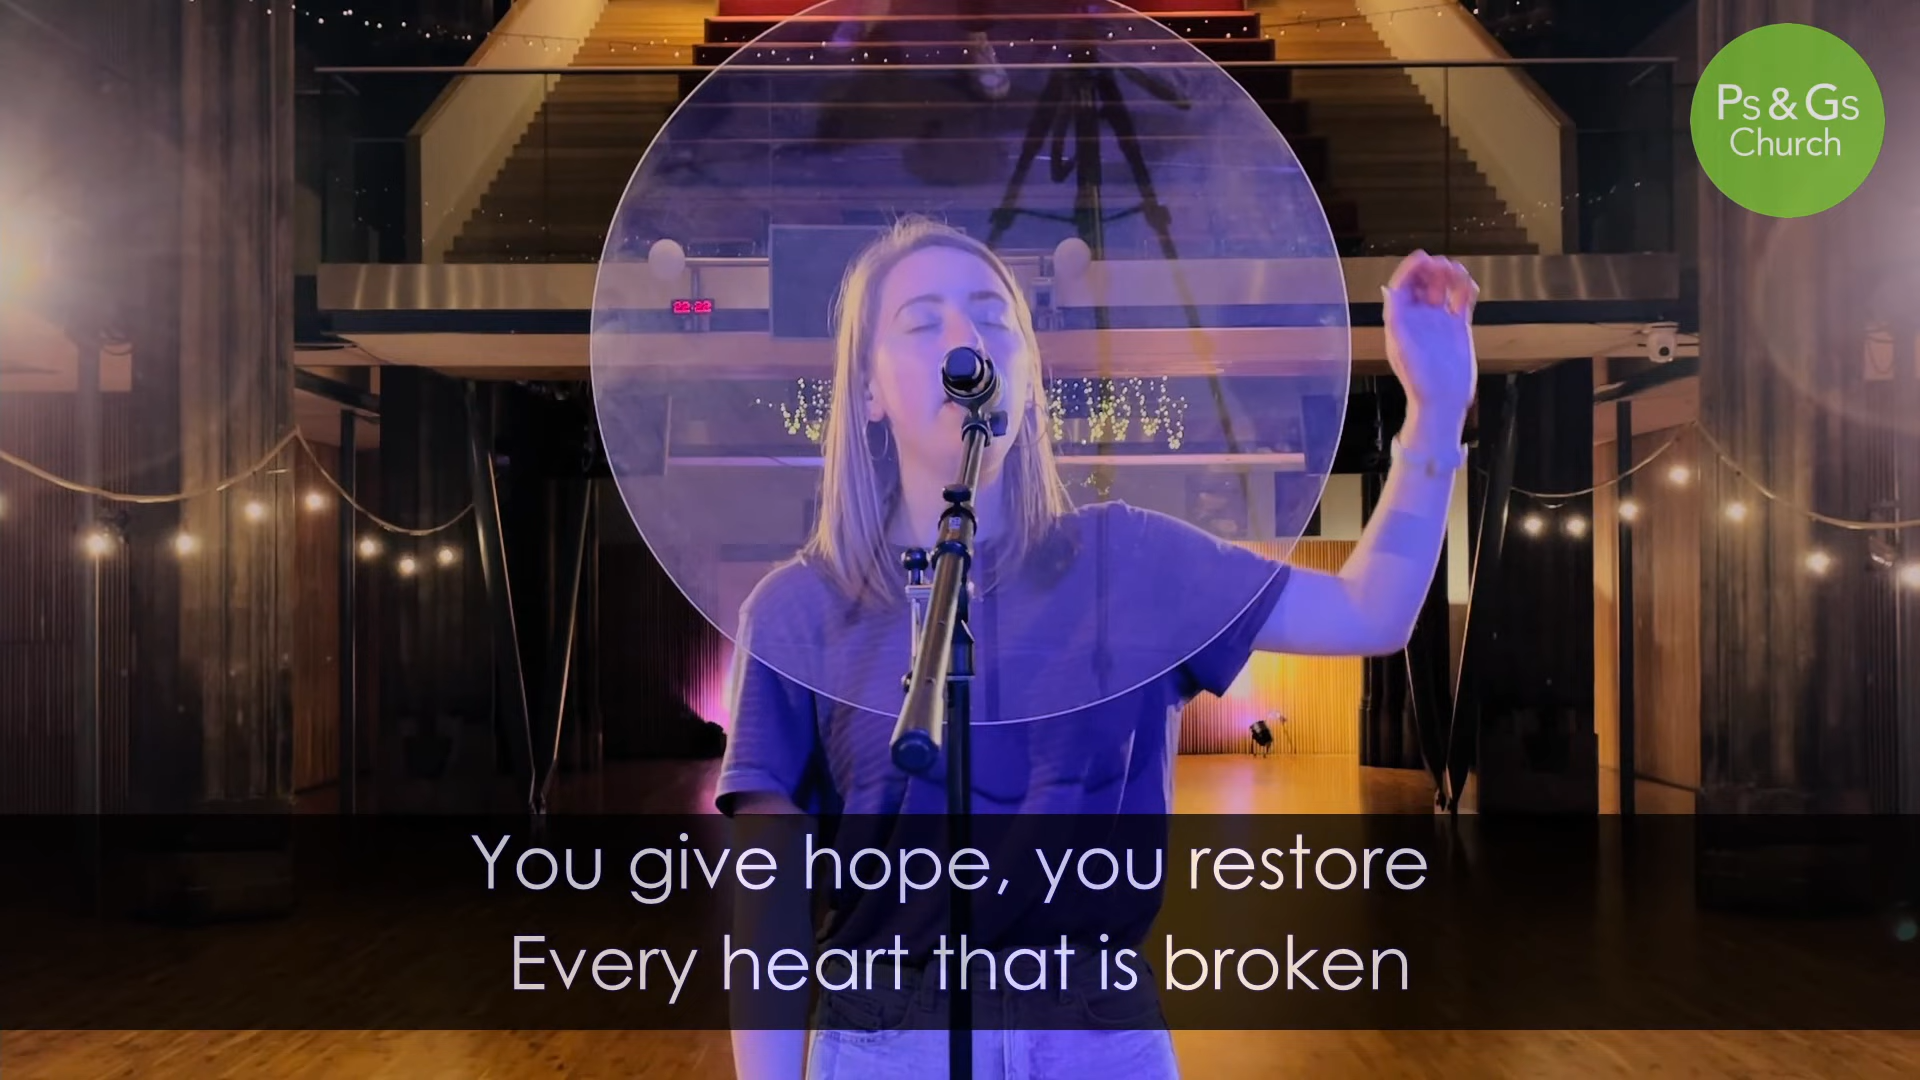 Ps & Gs
Church
22:22
You give hope, you restore
Every heart that is broken